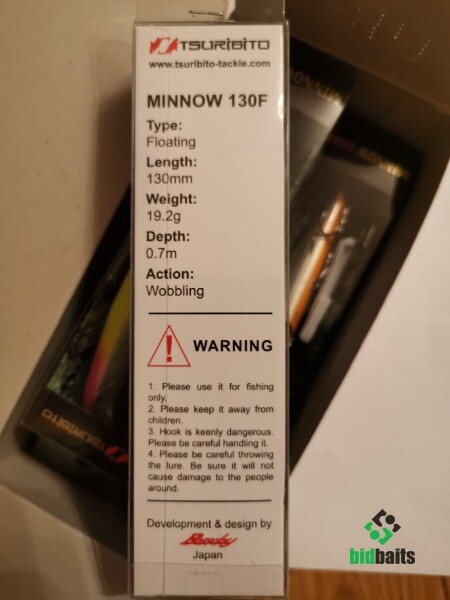 TSURIBITO
www.tsuribito-tackle.com
MINNOW 130F
Type:
Floating
Length:
130mm
Weight:
19.2g
Depth:
0.7m
Action:
Wobbling
WARNING
1. Please use it for fishing
only.
2. Please keep it away from
children.
3. Hook is keenly dangerous.
Please be careful handling it.
4. Please be careful throwing
the lure. Be sure it will not
cause damage to the people
around.
Development & design by
Japan
TSURIBITO
bidbaits